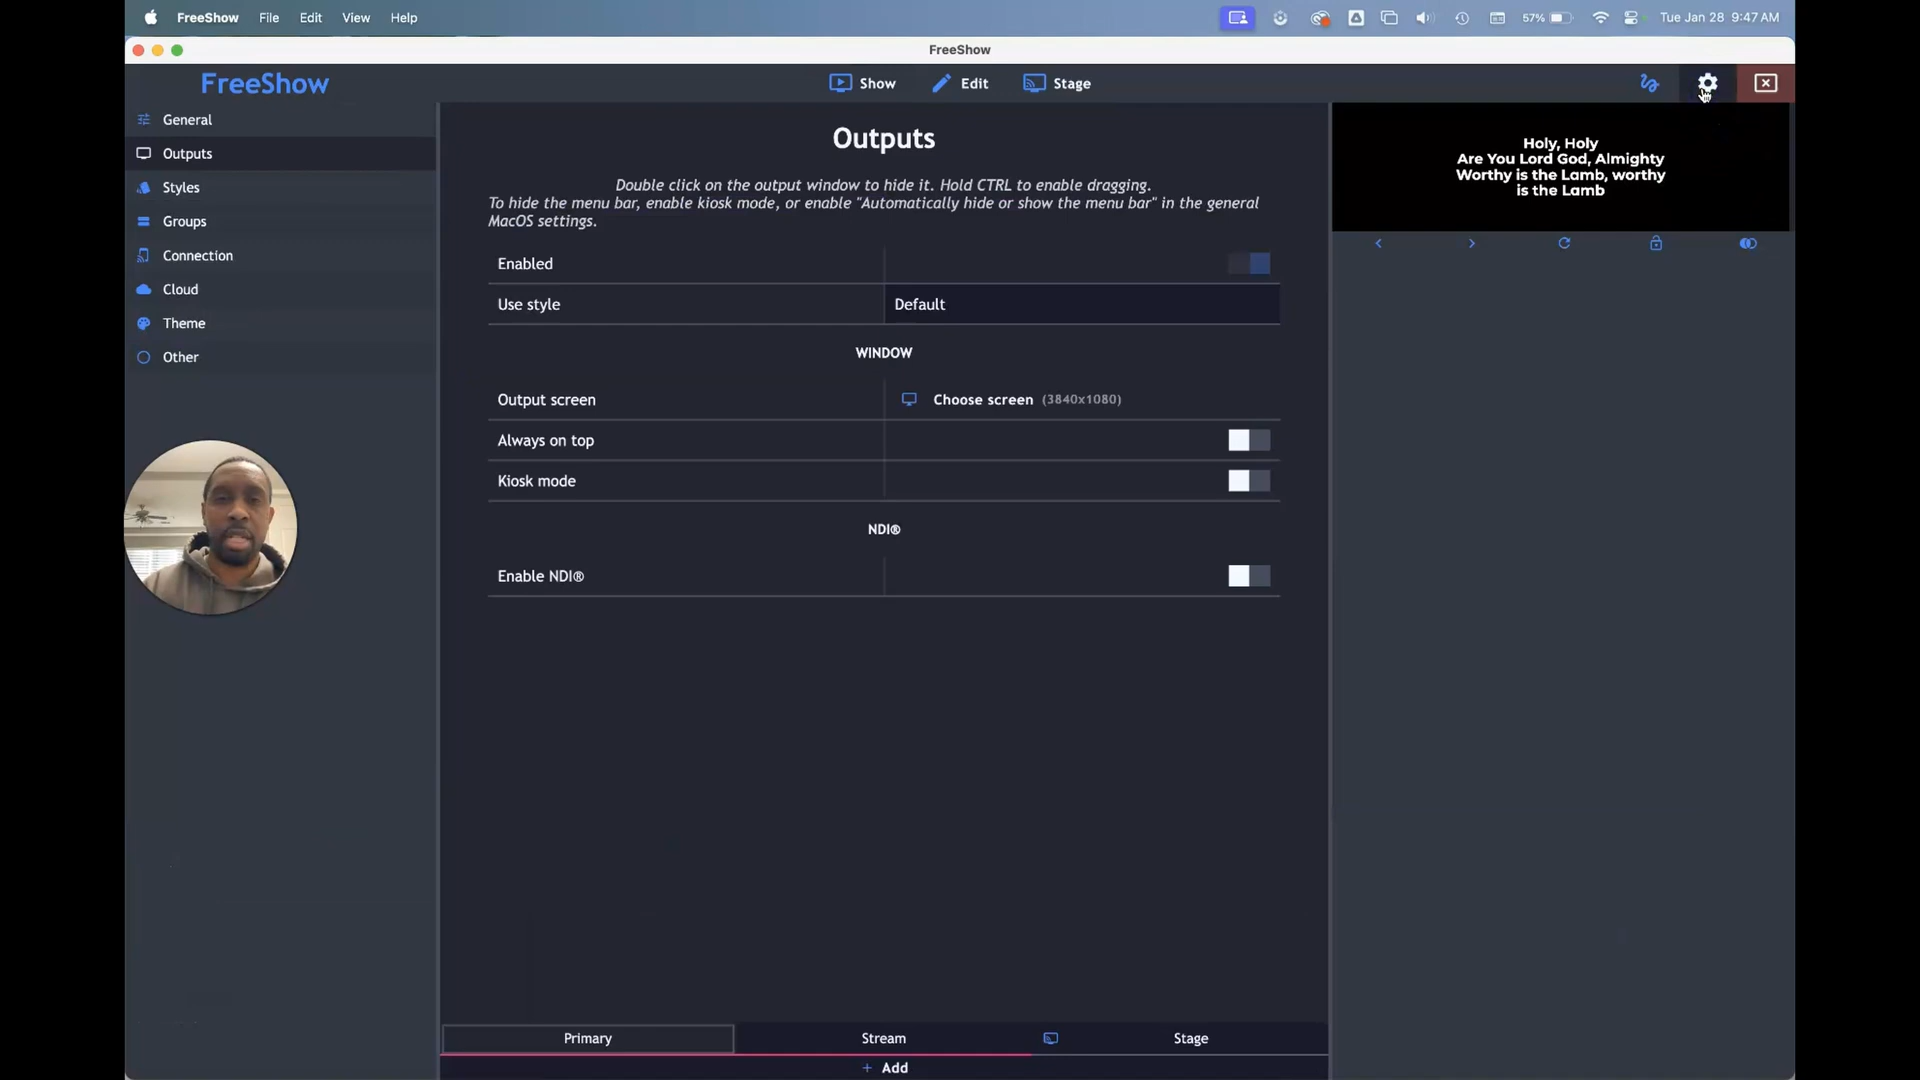 FreeShow File Edit View Help
57% Tue Jan 28 9:47 AM
FreeShow
FreeShow
Show Edit Stage
General
Outputs
Styles
Groups
Connection
Cloud
Theme
Other
Outputs
Double click on the output window to hide it. Hold CTRL to enable dragging.
To hide the menu bar, enable kiosk mode, or enable "Automatically hide or show the menu bar" in the general
MacOS settings.
Enabled
Use style Default
WINDOW
Output screen Choose screen (3840x1080)
Always on top
Kiosk mode
NDI®
Enable NDI®
Primary Stream Stage
+ Add
Holy, Holy
Are You Lord God, Almighty
Worthy is the Lamb, worthy
is the Lamb